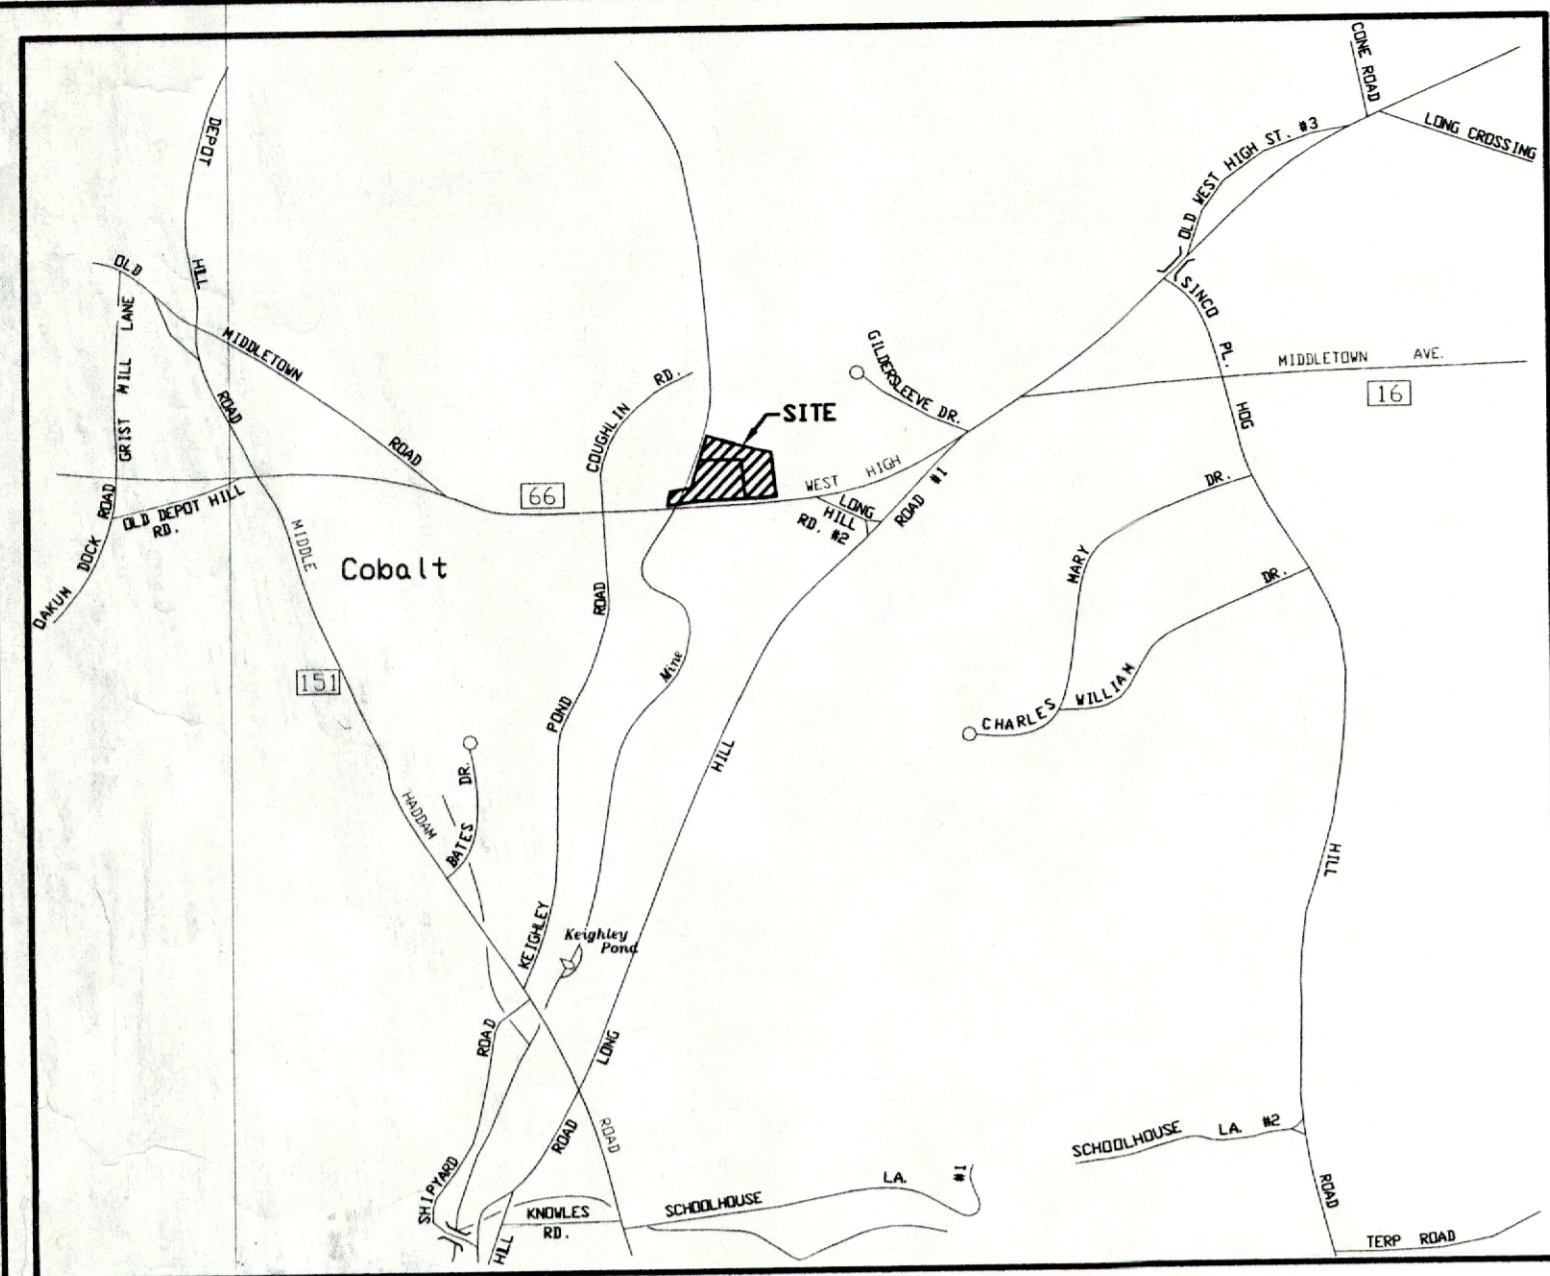 CONE ROAD
LONG CROSSING
OLD WEST HIGH ST. #3
DEPOT
HILL
ROAD
OLD
MIDDLETOWN
ROAD
GRIST MILL LANE
SINCO PL.
MIDDLETOWN AVE.
16
GILDERSLEEVE DR.
COUGHLIN RD.
SITE
HOG
HILL
ROAD
66
WEST HIGH
LONG
HILL
RD. #2
ROAD #1
OLD DEPOT HILL
RD.
OAKUN DOCK ROAD
MIDDLE
HADDAM
ROAD
Cobalt
151
MARY DR.
WILLIAM DR.
CHARLES
Mine
KEIGHLEY POND ROAD
BATES DR.
HILL
LONG
ROAD
HILL
Keighley
Pond
SHIPYARD ROAD
KNOWLES
RD.
SCHOOLHOUSE LA. #1
SCHOOLHOUSE LA. #2
TERP ROAD